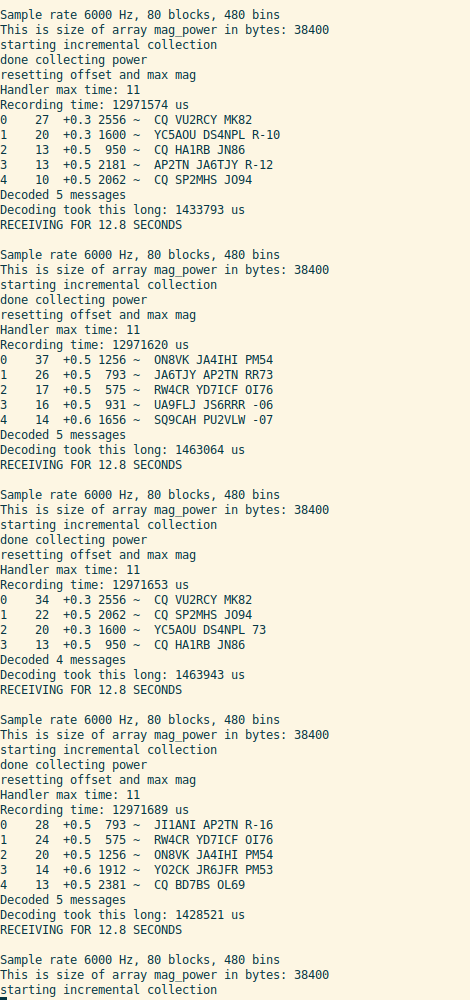 Sample rate 6000 Hz, 80 blocks, 480 bins
This is size of array mag_power in bytes: 38400
starting incremental collection
done collecting power
resetting offset and max mag
Handler max time: 11
Recording time: 12971574 us
0    27  +0.3 2556 ~  CQ VU2RCY MK82
1    20  +0.3 1600 ~  YC5AOU DS4NPL R-10
2    13  +0.5  950 ~  CQ HA1RB JN86
3    13  +0.5 2181 ~  AP2TN JA6TJY R-12
4    10  +0.5 2062 ~  CQ SP2MHS JO94
Decoded 5 messages
Decoding took this long: 1433793 us
RECEIVING FOR 12.8 SECONDS

Sample rate 6000 Hz, 80 blocks, 480 bins
This is size of array mag_power in bytes: 38400
starting incremental collection
done collecting power
resetting offset and max mag
Handler max time: 11
Recording time: 12971620 us
0    37  +0.5 1256 ~  ON8VK JA4IHI PM54
1    26  +0.5  793 ~  JA6TJY AP2TN RR73
2    17  +0.5  575 ~  RW4CR YD7ICF OI76
3    16  +0.5  931 ~  UA9FLJ JS6RRR -06
4    14  +0.6 1656 ~  SQ9CAH PU2VLW -07
Decoded 5 messages
Decoding took this long: 1463064 us
RECEIVING FOR 12.8 SECONDS

Sample rate 6000 Hz, 80 blocks, 480 bins
This is size of array mag_power in bytes: 38400
starting incremental collection
done collecting power
resetting offset and max mag
Handler max time: 11
Recording time: 12971653 us
0    34  +0.3 2556 ~  CQ VU2RCY MK82
1    22  +0.5 2062 ~  CQ SP2MHS JO94
2    20  +0.3 1600 ~  YC5AOU DS4NPL 73
3    13  +0.5  950 ~  CQ HA1RB JN86
Decoded 4 messages
Decoding took this long: 1463943 us
RECEIVING FOR 12.8 SECONDS

Sample rate 6000 Hz, 80 blocks, 480 bins
This is size of array mag_power in bytes: 38400
starting incremental collection
done collecting power
resetting offset and max mag
Handler max time: 11
Recording time: 12971689 us
0    28  +0.5  793 ~  JI1ANI AP2TN R-16
1    24  +0.5  575 ~  RW4CR YD7ICF OI76
2    20  +0.5 1256 ~  ON8VK JA4IHI PM54
3    14  +0.6 1912 ~  YO2CK JR6JFR PM53
4    13  +0.5 2381 ~  CQ BD7BS OL69
Decoded 5 messages
Decoding took this long: 1428521 us
RECEIVING FOR 12.8 SECONDS

Sample rate 6000 Hz, 80 blocks, 480 bins
This is size of array mag_power in bytes: 38400
starting incremental collection